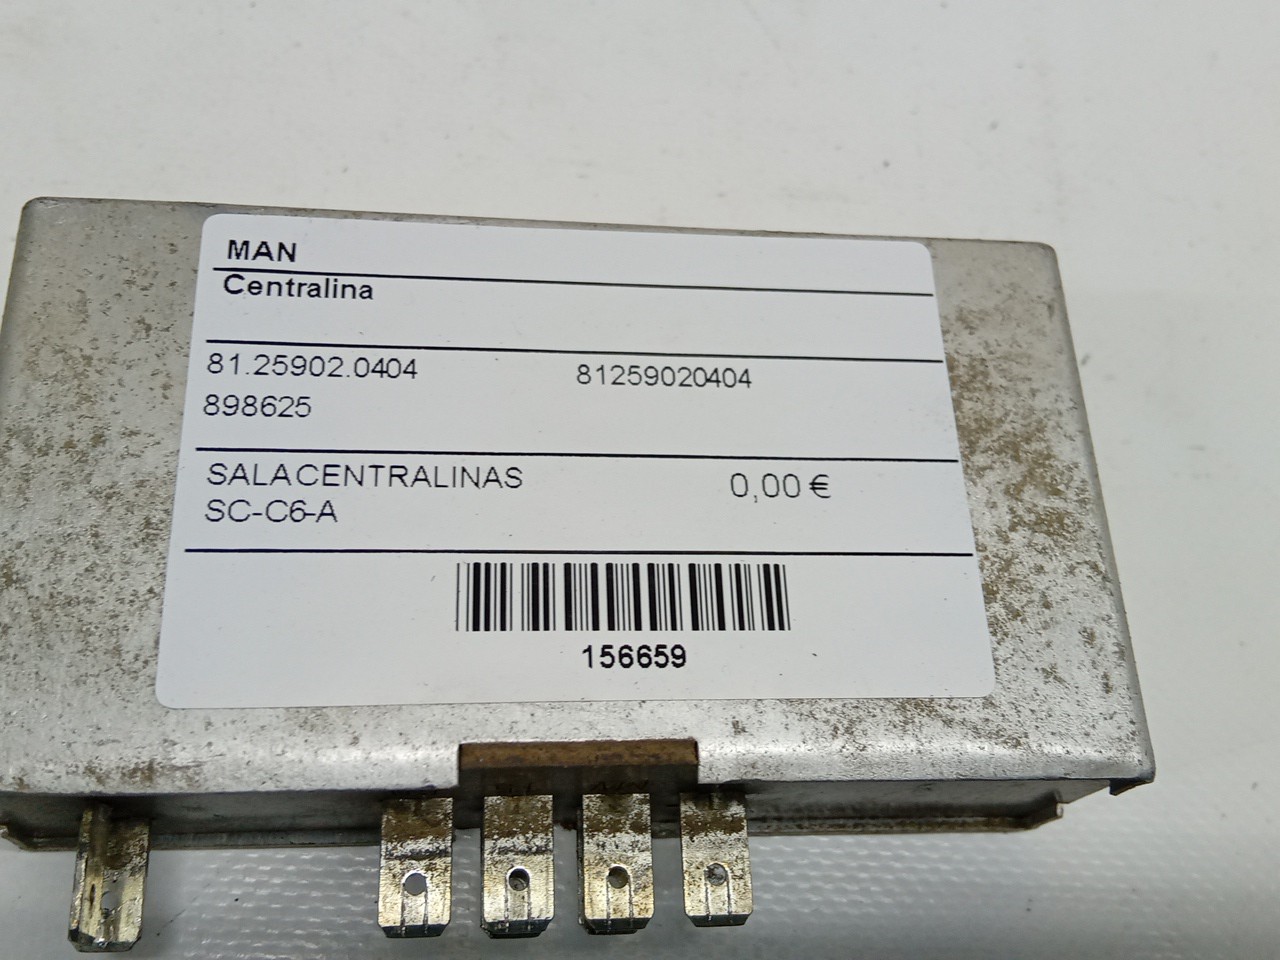 MAN
Centralina
81.25902.0404 81259020404
898625
SALACENTRALINAS 0,00 €
SC-C6-A
156659